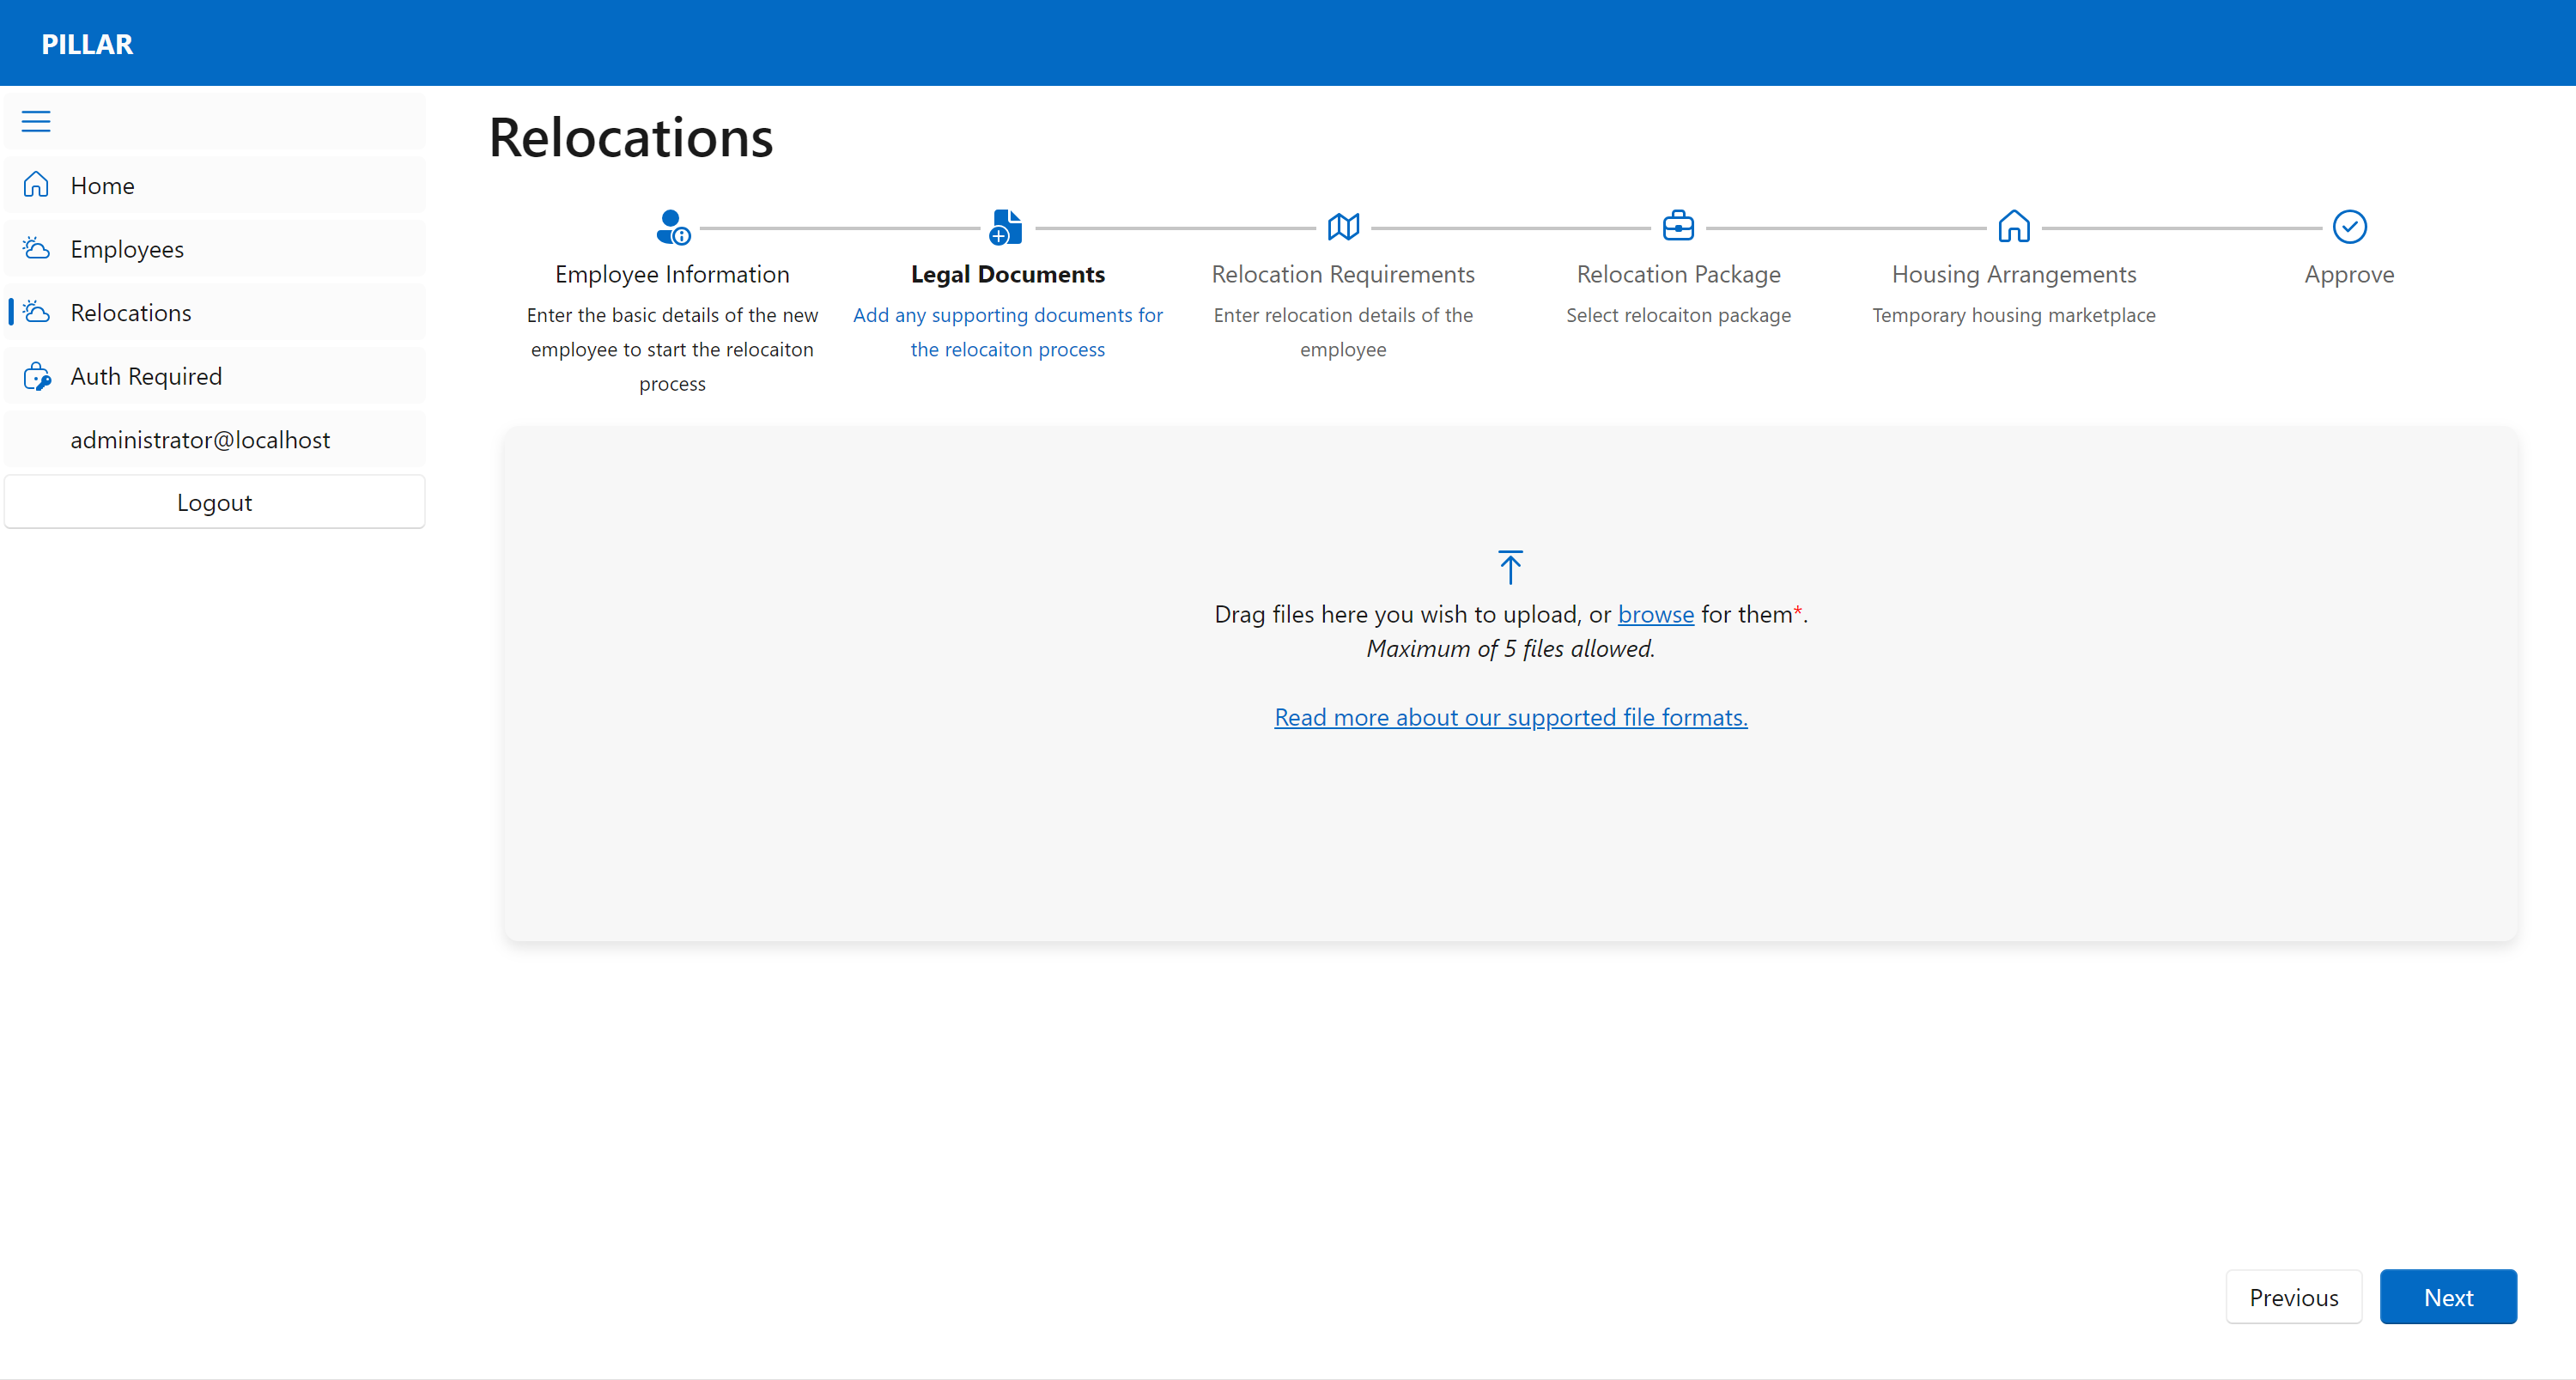 PILLAR
Home
Employees
Relocations
Auth Required
administrator@localhost
Logout
Relocations
Employee Information
Enter the basic details of the new
employee to start the relocaiton
process
Legal Documents
Add any supporting documents for
the relocaiton process
Relocation Requirements
Enter relocation details of the
employee
Relocation Package
Select relocaiton package
Housing Arrangements
Temporary housing marketplace
Approve
Drag files here you wish to upload, or browse for them*.
Maximum of 5 files allowed.
Read more about our supported file formats.
Previous
Next